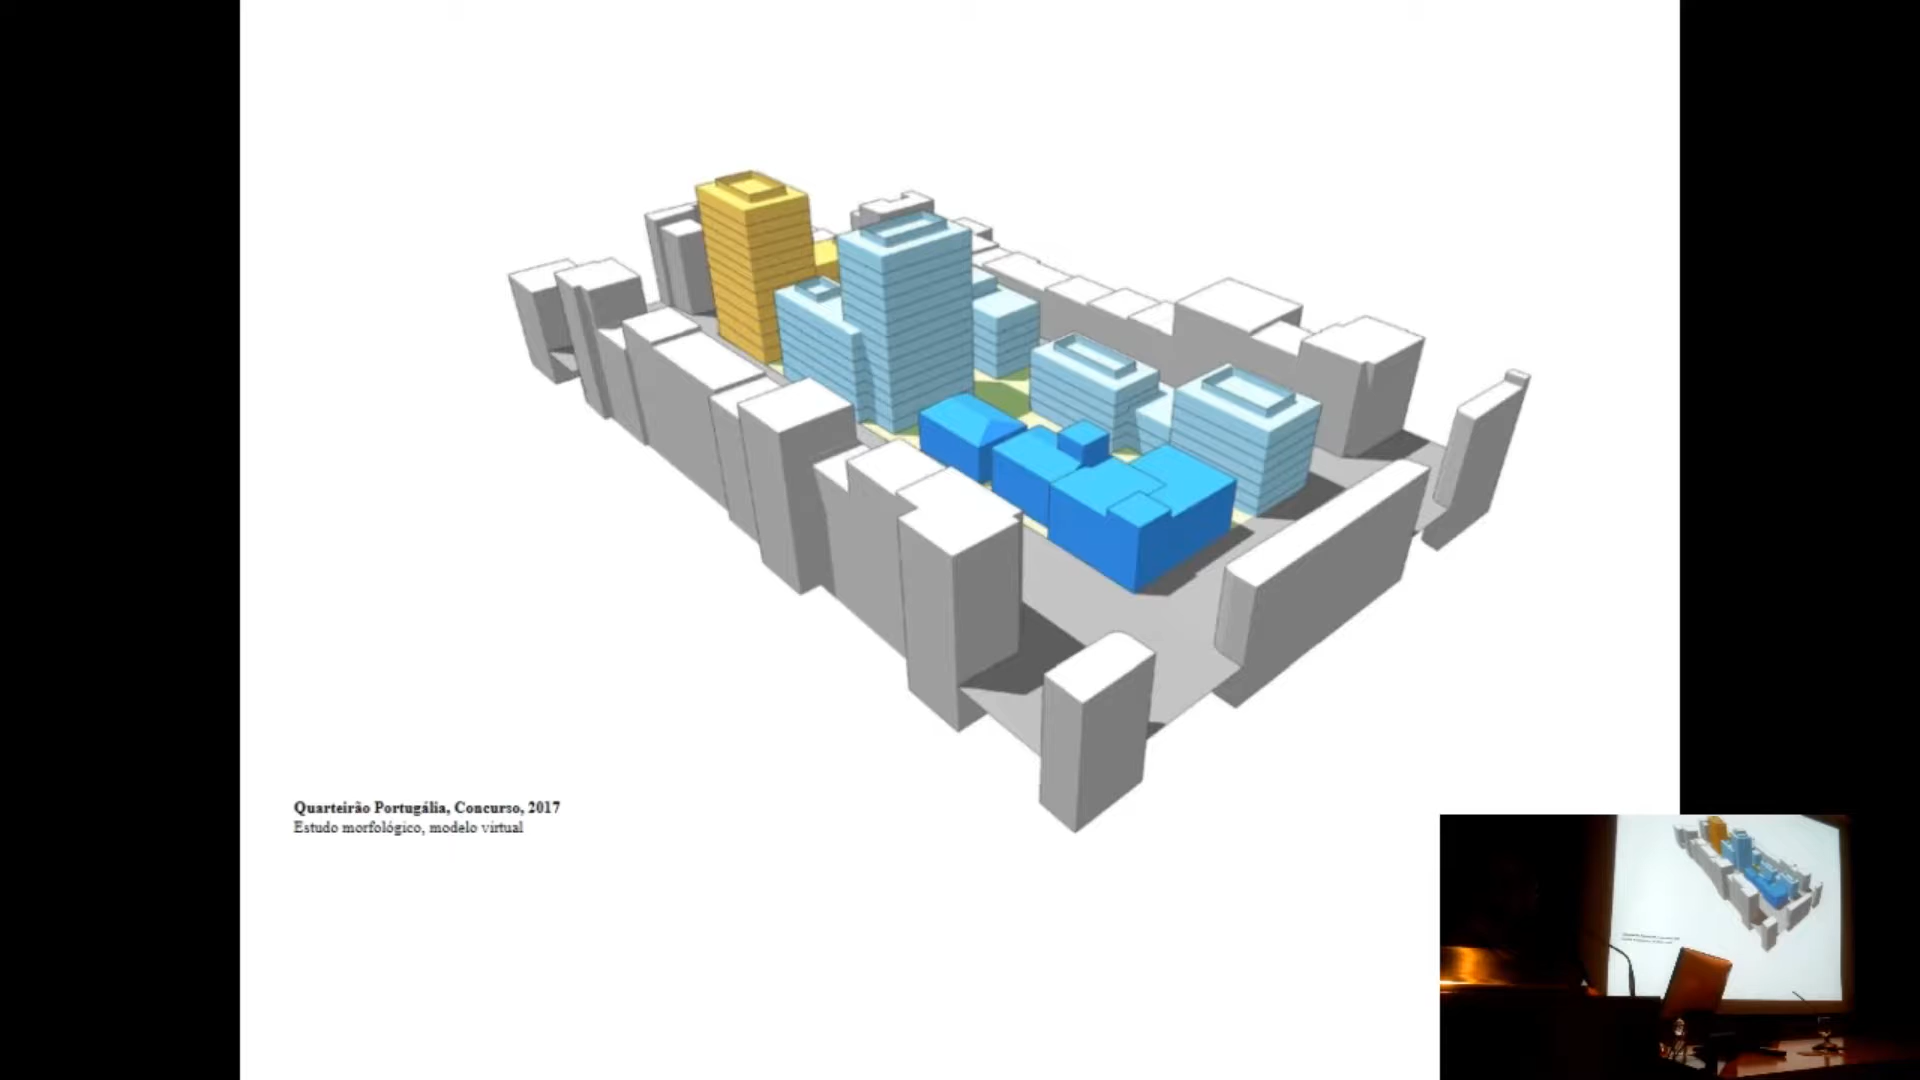 Quarteirão Portugália, Concurso, 2017
Estudo morfológico, modelo virtual